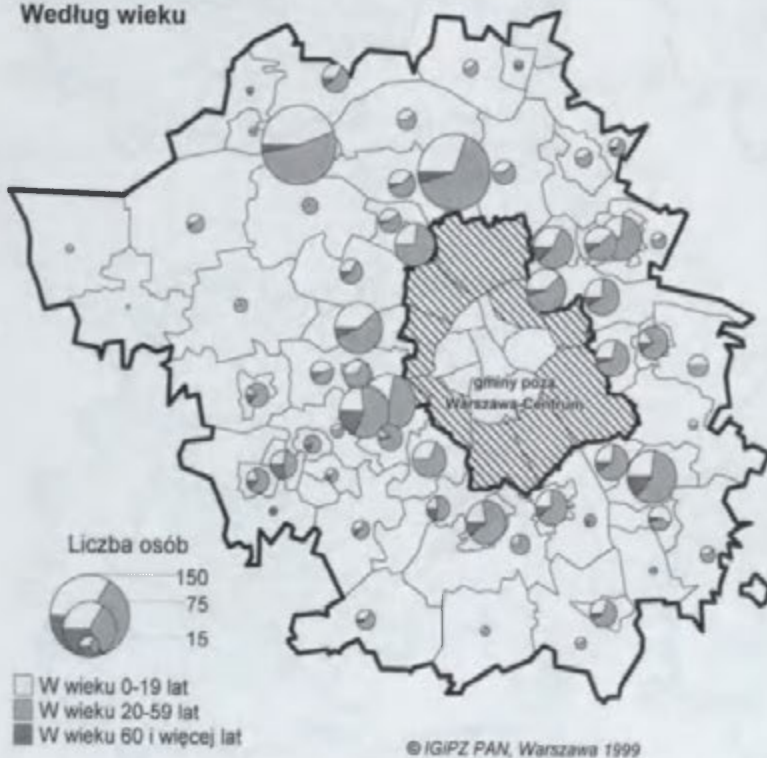 Według wieku
gminy poza
Warszawa-Centrum
Liczba osób
150
75
15
W wieku 0-19 lat
W wieku 20-59 lat
W wieku 60 i więcej lat
© IGiPZ PAN, Warszawa 1999